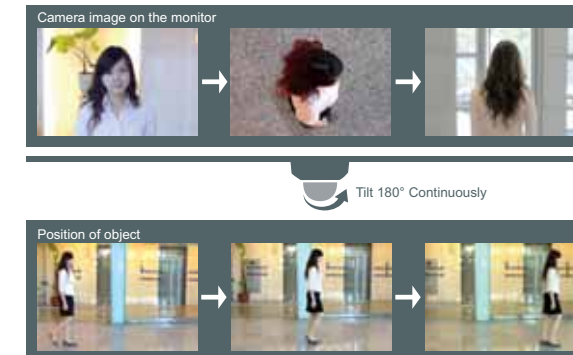 Camera image on the monitor
Tilt 180° Continuously
Position of object